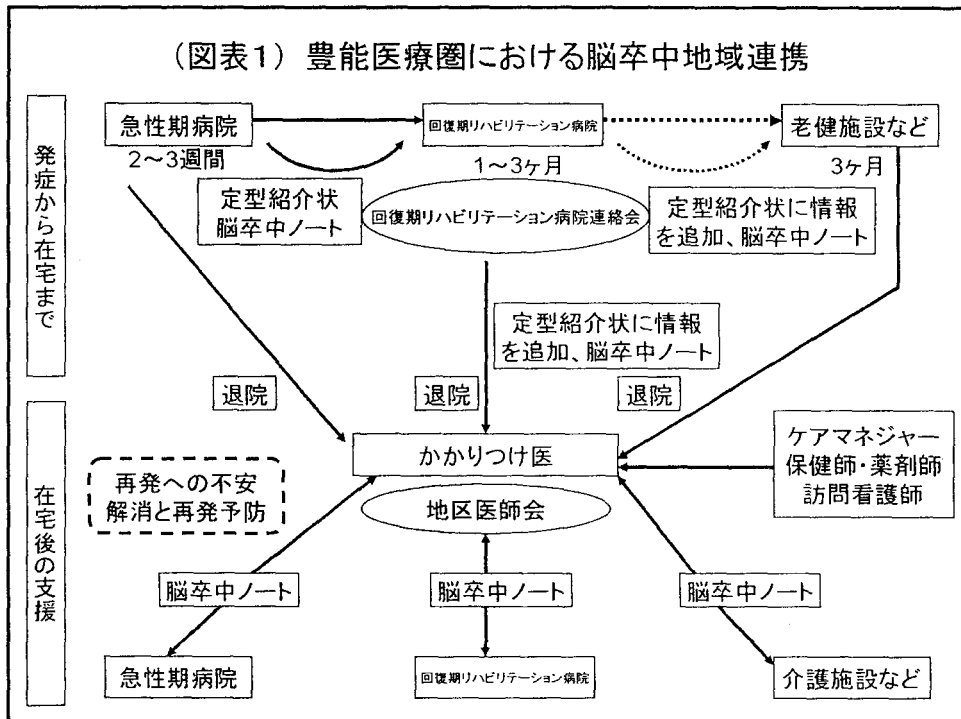 （図表1） 豊能医療圏における脳卒中地域連携
発症から在宅まで
急性期病院
2～3週間
回復期リハビリテーション病院
1～3ヶ月
老健施設など
3ヶ月
定型紹介状
脳卒中ノート
回復期リハビリテーション病院連絡会
定型紹介状に情報
を追加、脳卒中ノート
定型紹介状に情報
を追加、脳卒中ノート
退院
退院
退院
在宅後の支援
かかりつけ医
ケアマネジャー
保健師・薬剤師
訪問看護師
再発への不安
解消と再発予防
地区医師会
脳卒中ノート
脳卒中ノート
脳卒中ノート
急性期病院
回復期リハビリテーション病院
介護施設など